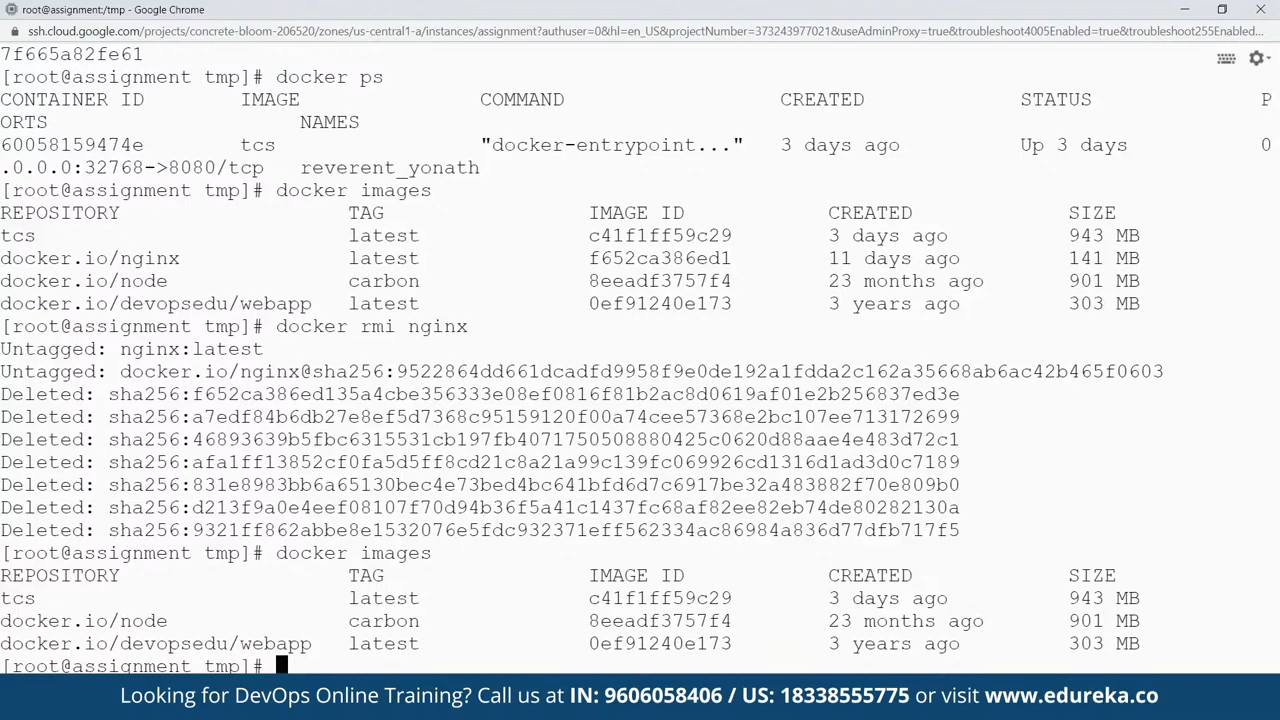 root@assignment:/tmp - Google Chrome
ssh.cloud.google.com/projects/concrete-bloom-206520/zones/us-central1-a/instances/assignment?authuser=0&hl=en_US&projectNumber=373243977021&useAdminProxy=true&troubleshoot4005Enabled=true&troubleshoot255Enabled...
7f665a82fe61
[root@assignment tmp]# docker ps
CONTAINER ID IMAGE COMMAND CREATED STATUS P
ORTS NAMES
60058159474e tcs "docker-entrypoint..." 3 days ago Up 3 days 0
.0.0.0:32768->8080/tcp reverent_yonath
[root@assignment tmp]# docker images
REPOSITORY TAG IMAGE ID CREATED SIZE
tcs latest c41f1ff59c29 3 days ago 943 MB
docker.io/nginx latest f652ca386ed1 11 days ago 141 MB
docker.io/node carbon 8eeadf3757f4 23 months ago 901 MB
docker.io/devopsedu/webapp latest 0ef91240e173 3 years ago 303 MB
[root@assignment tmp]# docker rmi nginx
Untagged: nginx:latest
Untagged: docker.io/nginx@sha256:9522864dd661dcadfd9958f9e0de192a1fdda2c162a35668ab6ac42b465f0603
Deleted: sha256:f652ca386ed135a4cbe356333e08ef0816f81b2ac8d0619af01e2b256837ed3e
Deleted: sha256:a7edf84b6db27e8ef5d7368c95159120f00a74cee57368e2bc107ee713172699
Deleted: sha256:46893639b5fbc6315531cb197fb4071750508880425c0620d88aae4e483d72c1
Deleted: sha256:afa1ff13852cf0fa5d5ff8cd21c8a21a99c139fc069926cd1316d1ad3d0c7189
Deleted: sha256:831e8983bb6a65130bec4e73bed4bc641bfd6d7c6917be32a483882f70e809b0
Deleted: sha256:d213f9a0e4eef08107f70d94b36f5a41c1437fc68af82ee82eb74de80282130a
Deleted: sha256:9321ff862abbe8e1532076e5fdc932371eff562334ac86984a836d77dfb717f5
[root@assignment tmp]# docker images
REPOSITORY TAG IMAGE ID CREATED SIZE
tcs latest c41f1ff59c29 3 days ago 943 MB
docker.io/node carbon 8eeadf3757f4 23 months ago 901 MB
docker.io/devopsedu/webapp latest 0ef91240e173 3 years ago 303 MB
[root@assignment tmp]#
Looking for DevOps Online Training? Call us at IN: 9606058406 / US: 18338555775 or visit www.edureka.co